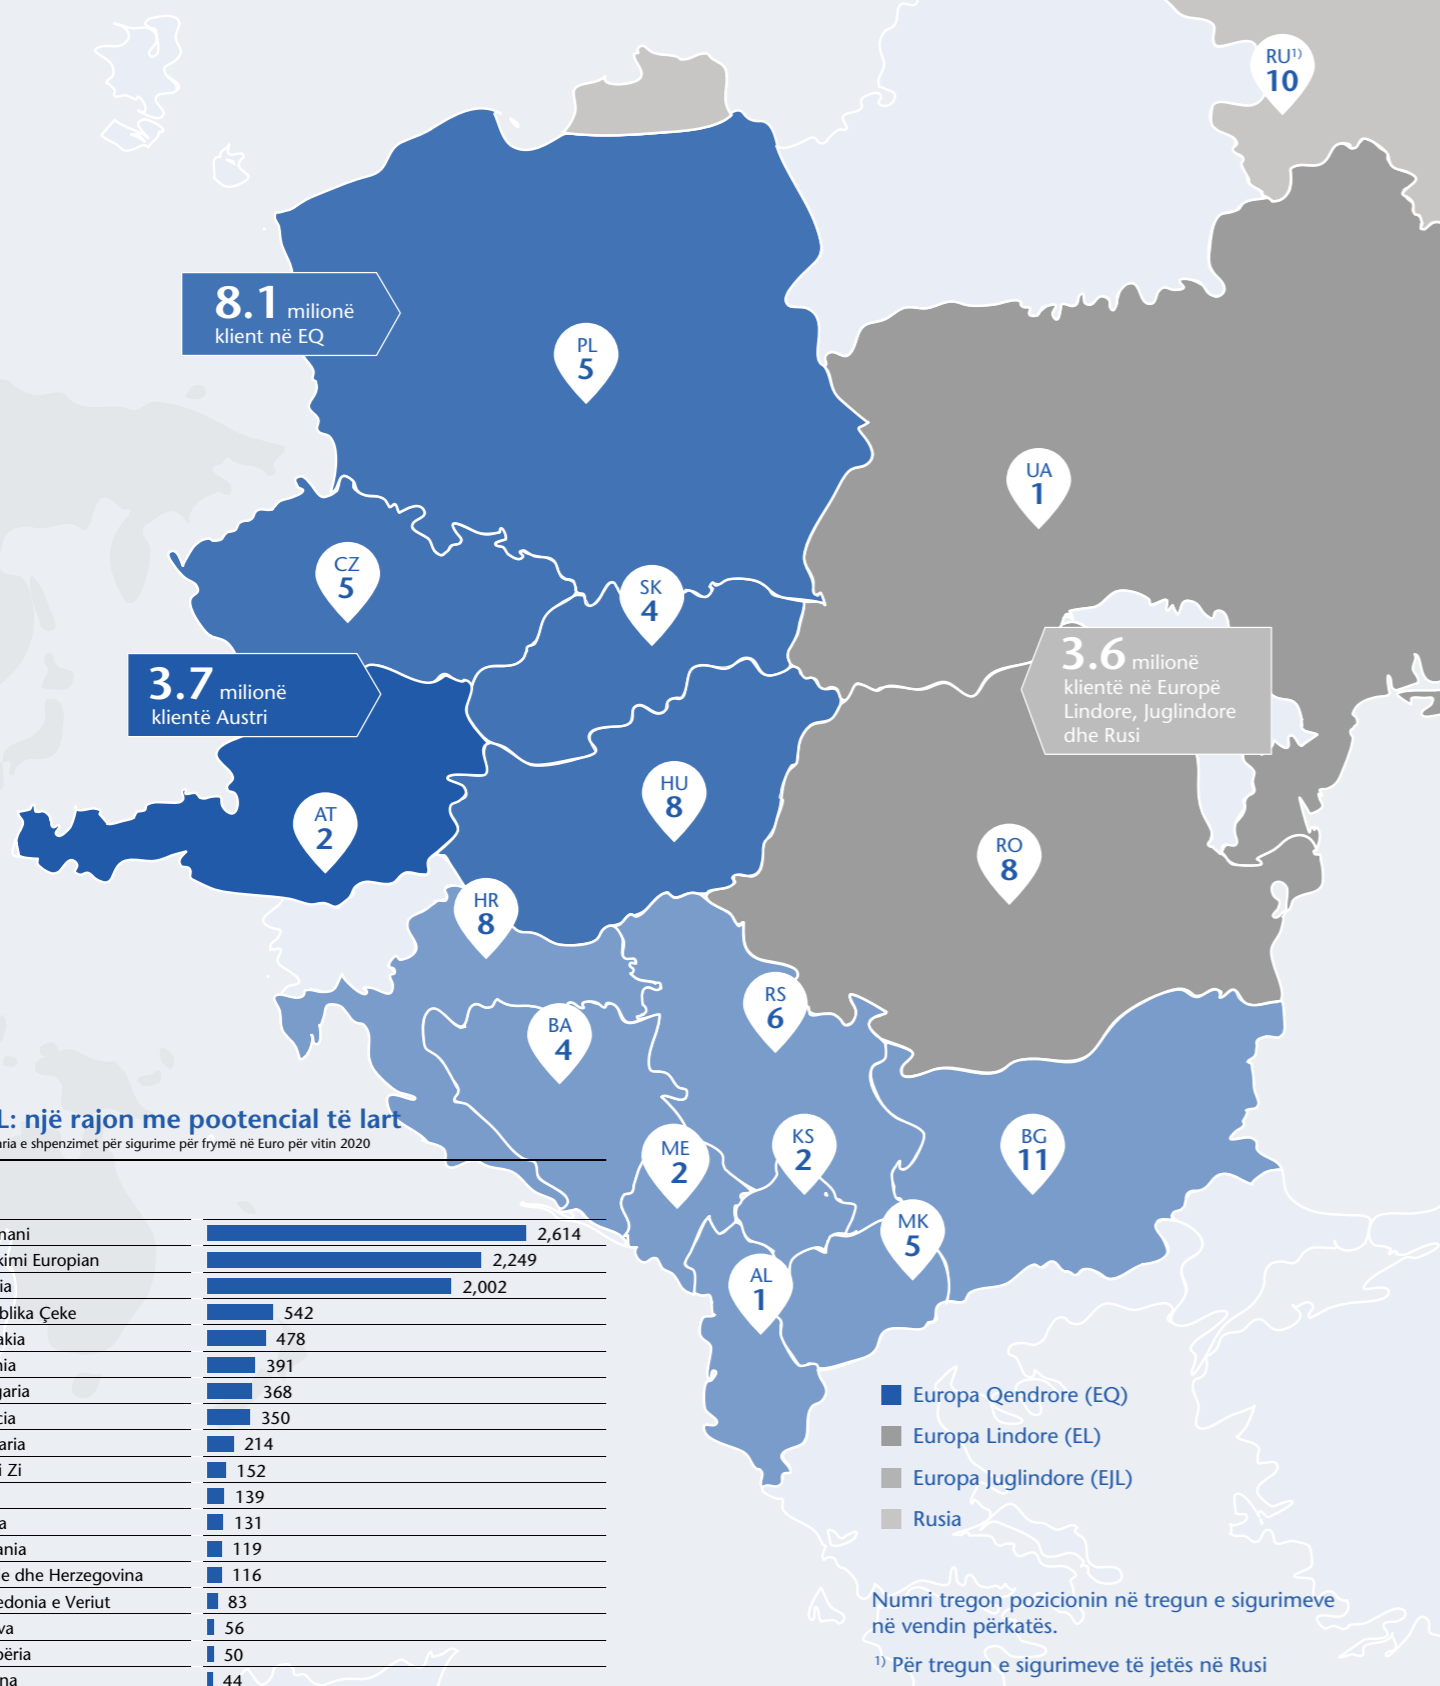 RU¹⁾
10
8.1 milionë
klient në EQ
PL
5
UA
1
CZ
5
SK
4
3.7 milionë
klientë Austri
3.6 milionë
klientë në Europë
Lindore, Juglindore
dhe Rusi
HU
8
AT
2
RO
8
HR
8
RS
6
BA
4
L: një rajon me pootencial të lart
aria e shpenzimet për sigurime për frymë në Euro për vitin 2020
ME
2
KS
2
BG
11
MK
5
AL
1
mani 2,614
kimi Europian 2,249
ia 2,002
blika Çeke 542
akia 478
nia 391
garia 368
cia 350
aria 214
i Zi 152
139
a 131
ania 119
e dhe Herzegovina 116
edonia e Veriut 83
va 56
përia 50
na 44
Europa Qendrore (EQ)
Europa Lindore (EL)
Europa Juglindore (EJL)
Rusia
Numri tregon pozicionin në tregun e sigurimeve
në vendin përkatës.
¹⁾ Për tregun e sigurimeve të jetës në Rusi